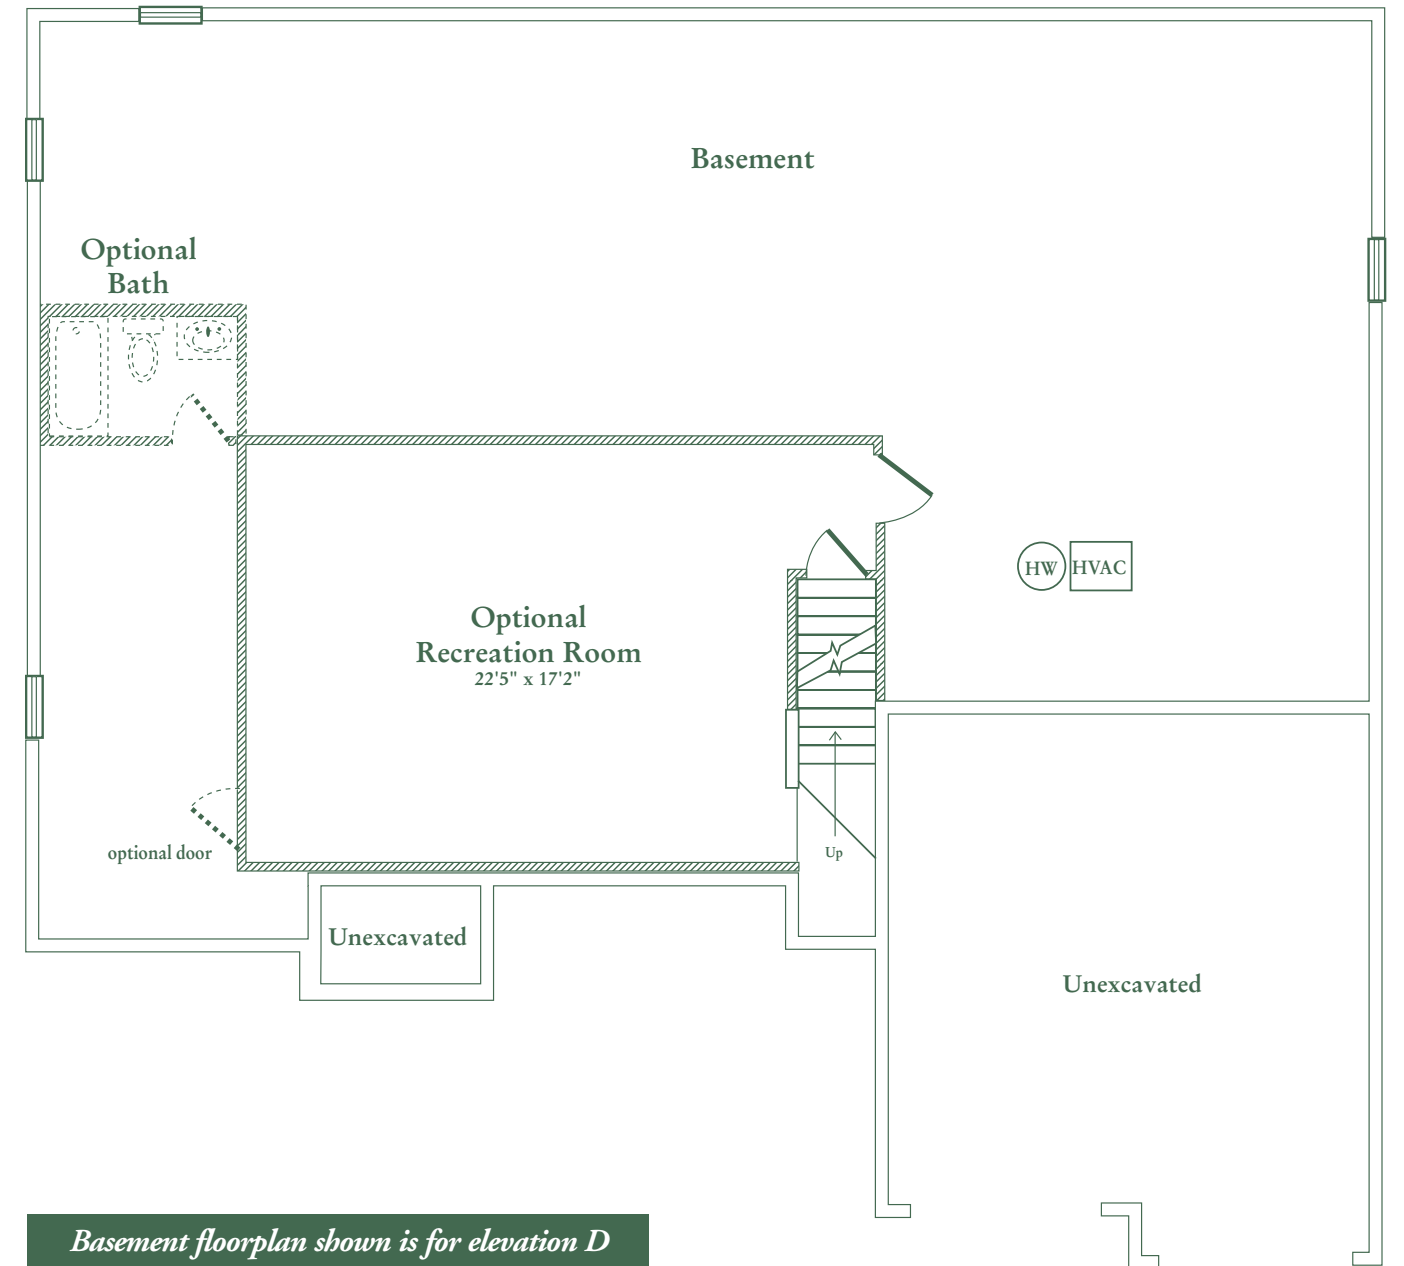 Basement
Optional
Bath
HW
HVAC
Optional
Recreation Room
22'5" x 17'2"
optional door
Up
Unexcavated
Unexcavated
Basement floorplan shown is for elevation D